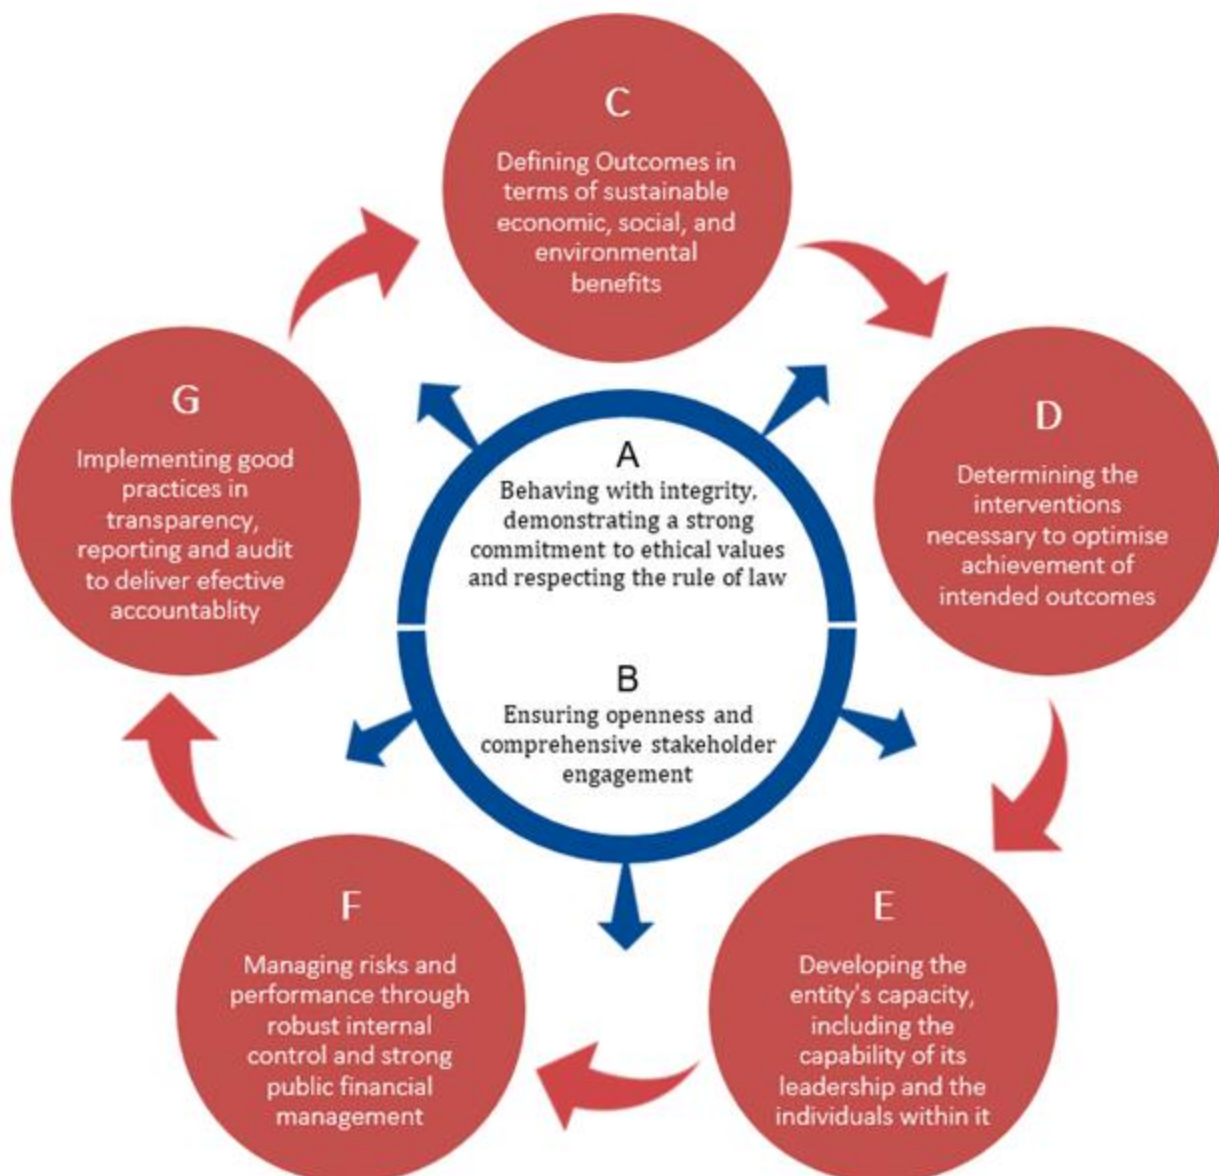 C
Defining Outcomes in
terms of sustainable
economic, social, and
environmental
benefits
G
Implementing good
practices in
transparency,
reporting and audit
to deliver efective
accountablity
A
Behaving with integrity,
demonstrating a strong
commitment to ethical values
and respecting the rule of law
D
Determining the
interventions
necessary to optimise
achievement of
intended outcomes
B
Ensuring openness and
comprehensive stakeholder
engagement
F
Managing risks and
performance through
robust internal
control and strong
public financial
management
E
Developing the
entity's capacity,
including the
capability of its
leadership and the
individuals within it